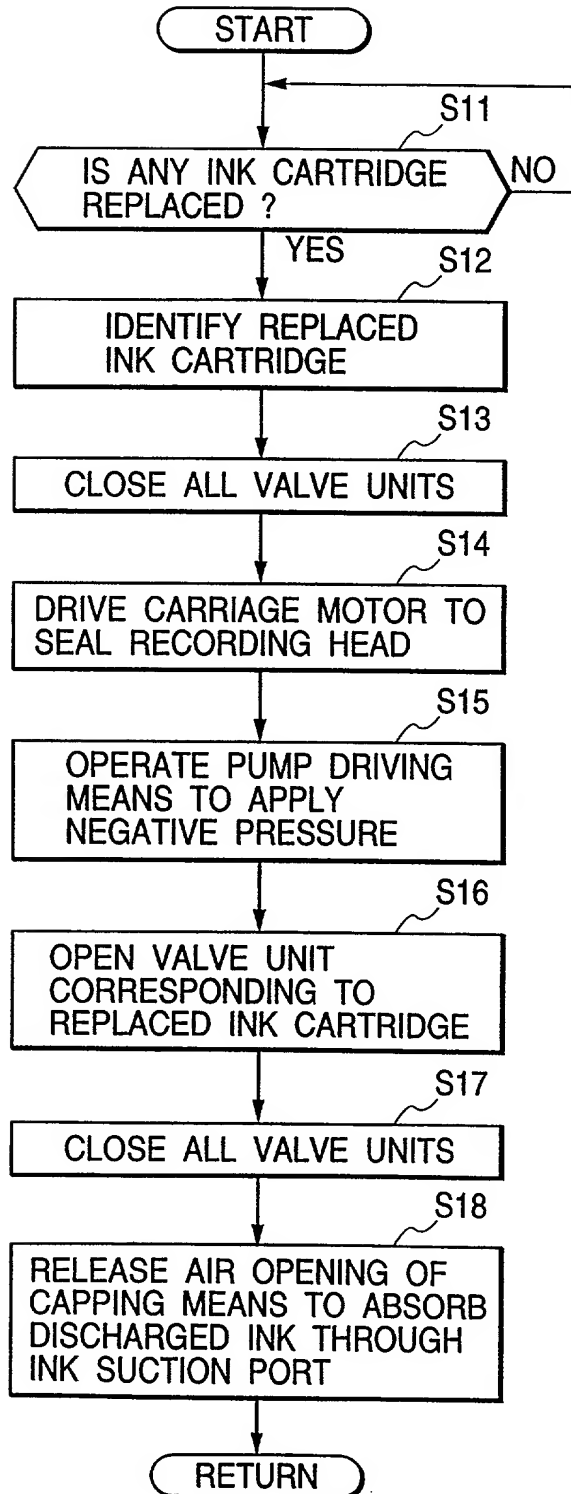 START
S11
IS ANY INK CARTRIDGE
REPLACED ?
NO
YES
S12
IDENTIFY REPLACED
INK CARTRIDGE
S13
CLOSE ALL VALVE UNITS
S14
DRIVE CARRIAGE MOTOR TO
SEAL RECORDING HEAD
S15
OPERATE PUMP DRIVING
MEANS TO APPLY
NEGATIVE PRESSURE
S16
OPEN VALVE UNIT
CORRESPONDING TO
REPLACED INK CARTRIDGE
S17
CLOSE ALL VALVE UNITS
S18
RELEASE AIR OPENING OF
CAPPING MEANS TO ABSORB
DISCHARGED INK THROUGH
INK SUCTION PORT
RETURN